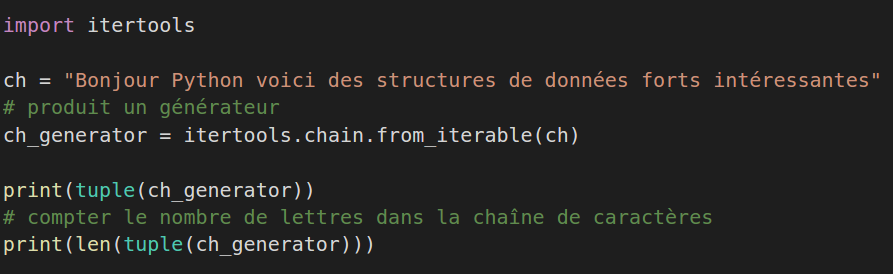 import itertools
ch = "Bonjour Python voici des structures de données forts intéressantes"
# produit un générateur
ch_generator = itertools.chain.from_iterable(ch)
print(tuple(ch_generator))
# compter le nombre de lettres dans la chaîne de caractères
print(len(tuple(ch_generator)))